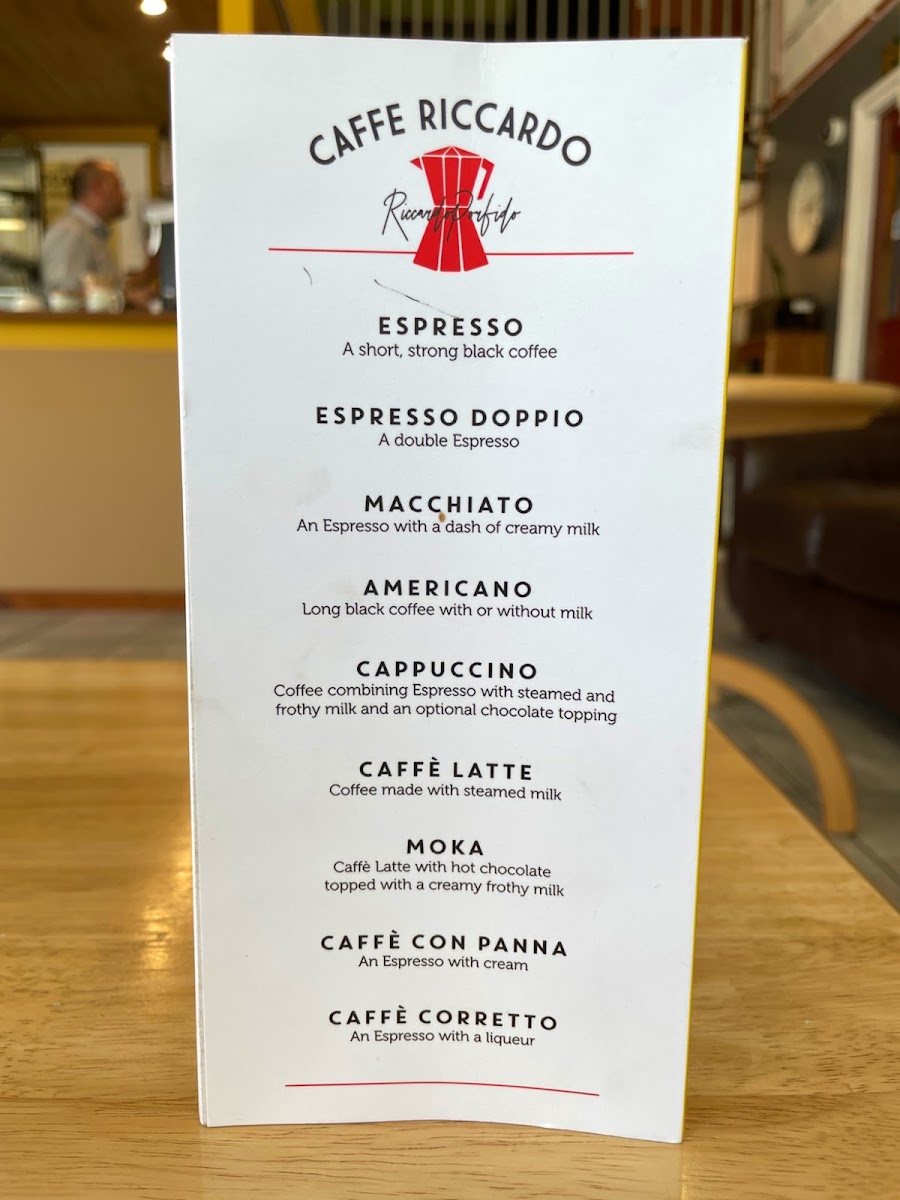 CAFFE RICCARDO
Riccardo Porfido
ESPRESSO
A short, strong black coffee
ESPRESSO DOPPIO
A double Espresso
MACCHIATO
An Espresso with a dash of creamy milk
AMERICANO
Long black coffee with or without milk
CAPPUCCINO
Coffee combining Espresso with steamed and
frothy milk and an optional chocolate topping
CAFFÈ LATTE
Coffee made with steamed milk
MOKA
Caffè Latte with hot chocolate
topped with a creamy frothy milk
CAFFÈ CON PANNA
An Espresso with cream
CAFFÈ CORRETTO
An Espresso with a liqueur